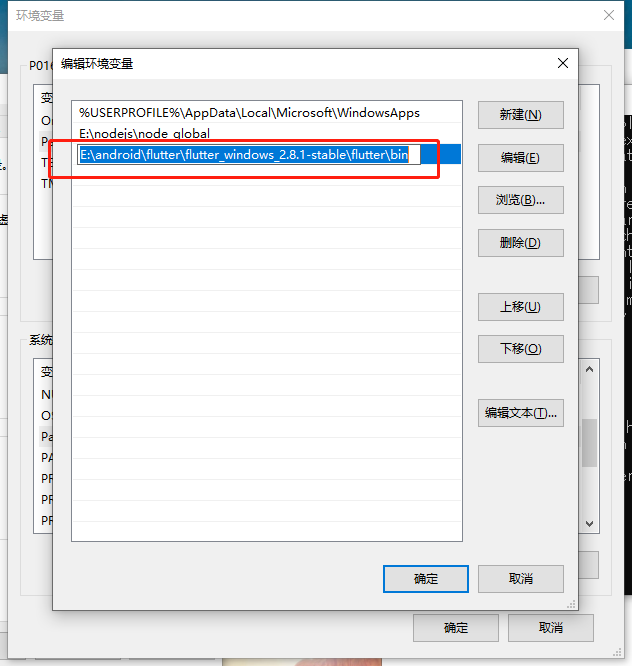 环境变量
编辑环境变量
%USERPROFILE%\AppData\Local\Microsoft\WindowsApps
E:\nodejs\node_global
E:\android\flutter\flutter_windows_2.8.1-stable\flutter\bin
新建(N)
编辑(E)
浏览(B)...
删除(D)
上移(U)
下移(O)
编辑文本(T)...
确定
取消
系统
确定
取消